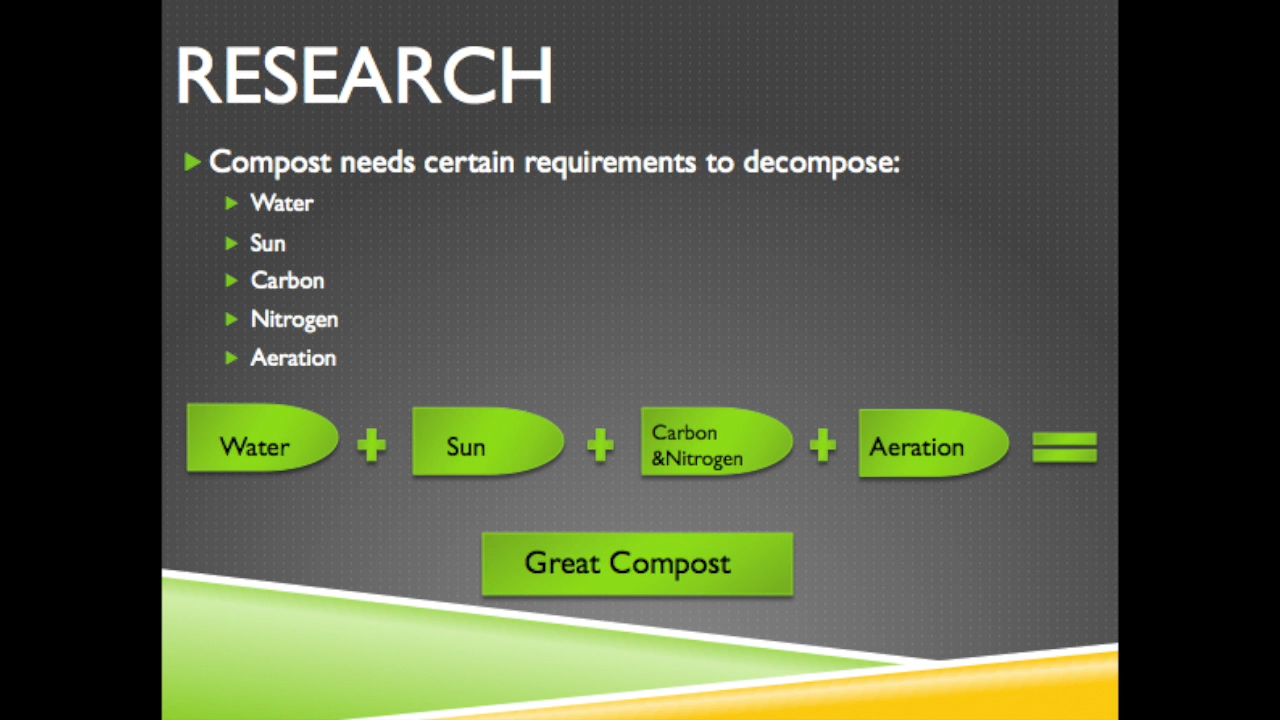 RESEARCH
Compost needs certain requirements to decompose:
Water
Sun
Carbon
Nitrogen
Aeration
Water + Sun + Carbon &Nitrogen + Aeration =
Great Compost